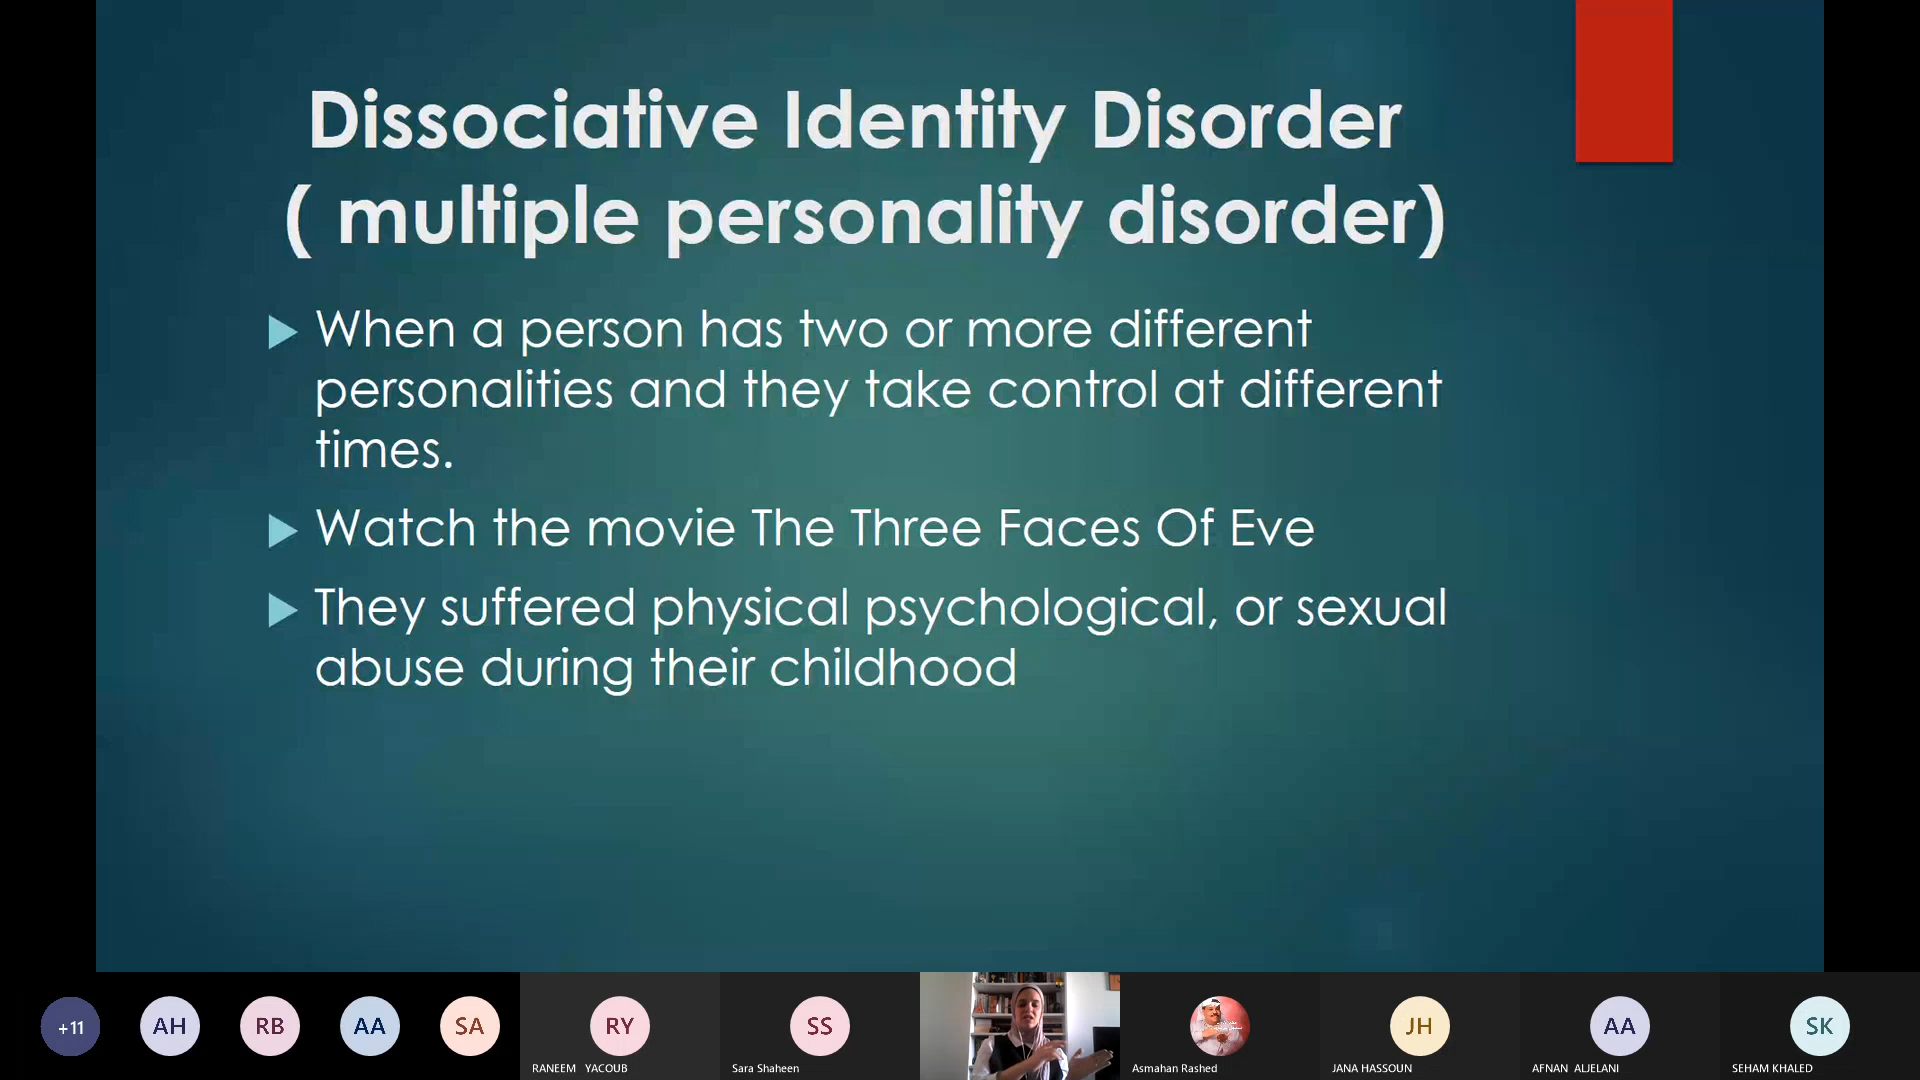 Dissociative Identity Disorder
( multiple personality disorder)
When a person has two or more different
personalities and they take control at different
times.
Watch the movie The Three Faces Of Eve
They suffered physical psychological, or sexual
abuse during their childhood
+11
AH
RB
AA
SA
RY
SS
JH
AA
SK
RANEEM YACOUB
Sara Shaheen
Asmahan Rashed
JANA HASSOUN
AFNAN ALJELANI
SEHAM KHALED